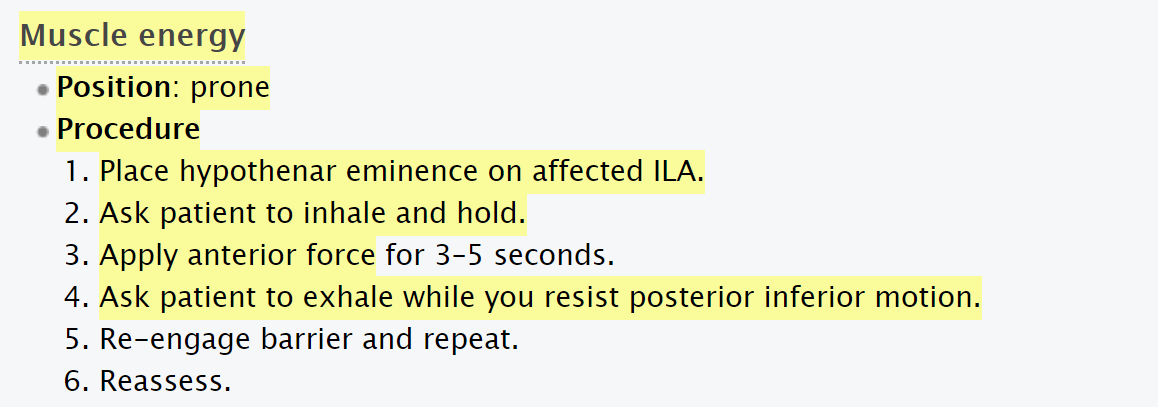 Muscle energy
Position: prone
Procedure
1. Place hypothenar eminence on affected ILA.
2. Ask patient to inhale and hold.
3. Apply anterior force for 3-5 seconds.
4. Ask patient to exhale while you resist posterior inferior motion.
5. Re-engage barrier and repeat.
6. Reassess.